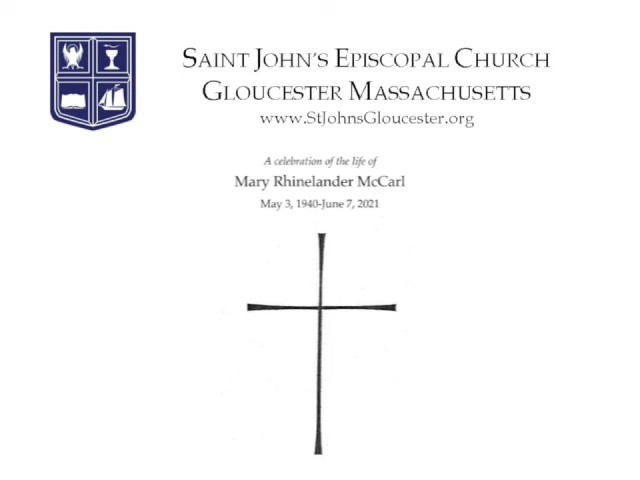 SAINT JOHN'S EPISCOPAL CHURCH
GLOUCESTER MASSACHUSETTS
www.StJohnsGloucester.org
A celebration of the life of
Mary Rhinelander McCarl
May 3, 1940-June 7, 2021